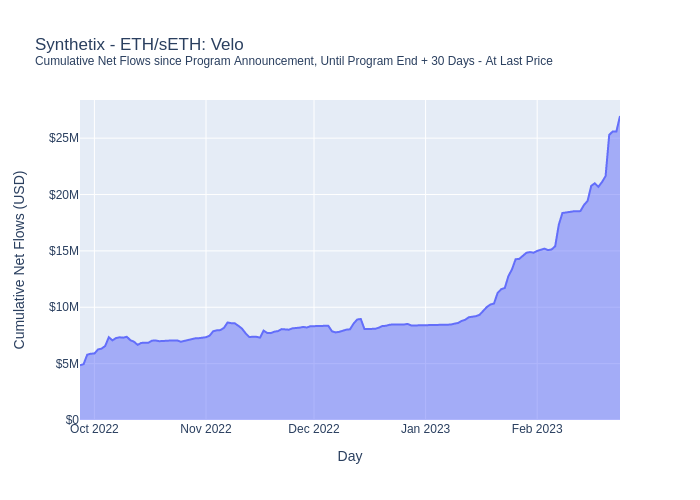 Synthetix - ETH/sETH: Velo
Cumulative Net Flows since Program Announcement, Until Program End + 30 Days - At Last Price
$25M
$20M
$15M
$10M
$5M
$0
Cumulative Net Flows (USD)
Oct 2022
Nov 2022
Dec 2022
Jan 2023
Feb 2023
Day